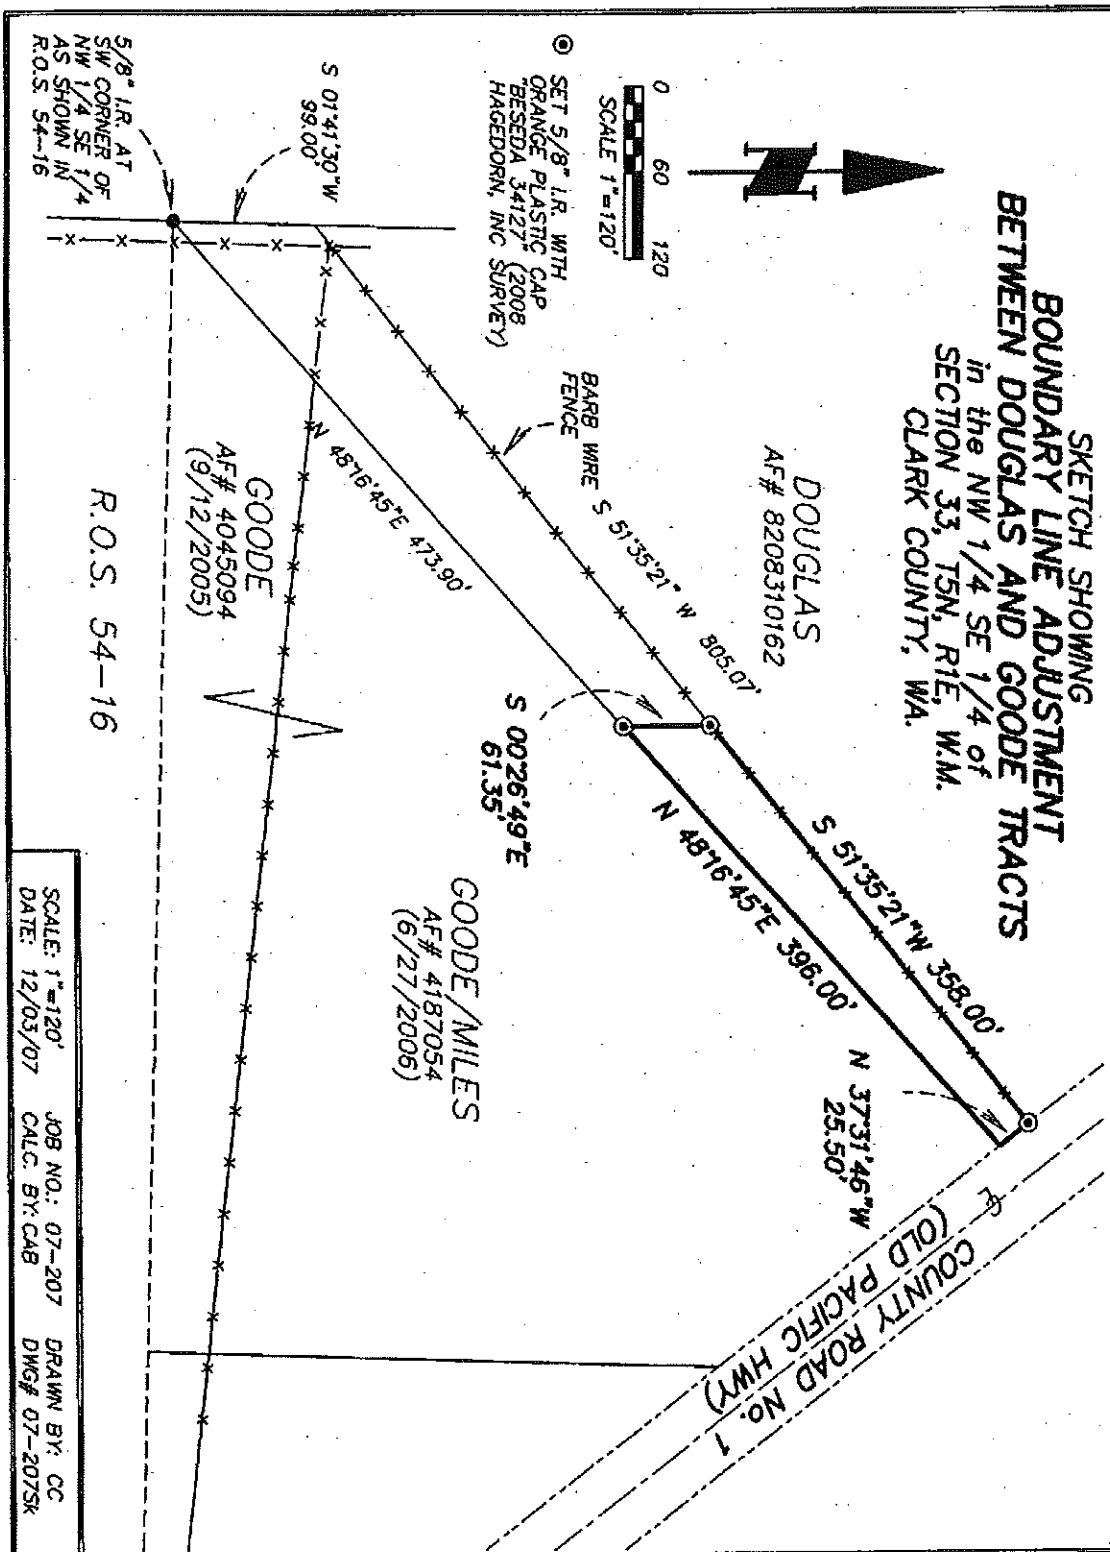 SKETCH SHOWING
BOUNDARY LINE ADJUSTMENT
BETWEEN DOUGLAS AND GOODE TRACTS
in the NW 1/4 SE 1/4 of
SECTION 33, T5N, R1E, W.M.
CLARK COUNTY, WA.
N
0 60 120
SCALE 1"=120'
SET 5/8" I.R. WITH
ORANGE PLASTIC CAP
"BESEDA 34127" (2008
HAGEDORN, INC SURVEY)
DOUGLAS
AF# 8208310162
BARB WIRE
FENCE
S 51°35'21" W 805.07'
S 51°35'21"W 358.00'
N 48°16'45"E 396.00'
N 37°31'46"W
25.50'
COUNTY ROAD No. 1
(OLD PACIFIC HWY)
S 00°26'49"E
61.35'
N 48°16'45"E 473.90'
S 01°41'30"W
99.00'
5/8" I.R. AT
SW CORNER OF
NW 1/4 SE 1/4
AS SHOWN IN
R.O.S. 54-16
GOODE
AF# 4045094
(9/12/2005)
GOODE/MILES
AF# 4187054
(6/27/2006)
R.O.S. 54-16
SCALE: 1"=120' JOB NO.: 07-207 DRAWN BY: CC
DATE: 12/03/07 CALC. BY: CAB DWG# 07-207SK